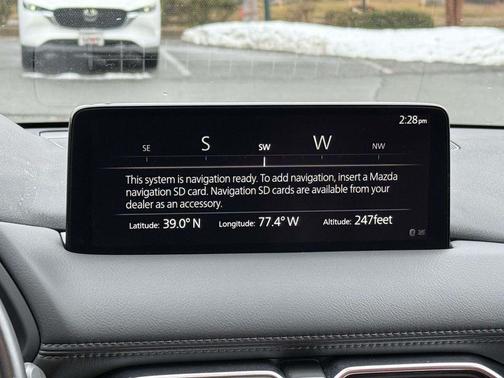 2:28pm
SE S SW W NW
This system is navigation ready. To add navigation, insert a Mazda
navigation SD card. Navigation SD cards are available from your
dealer as an accessory.
Latitude: 39.0° N Longitude: 77.4° W Altitude: 247feet